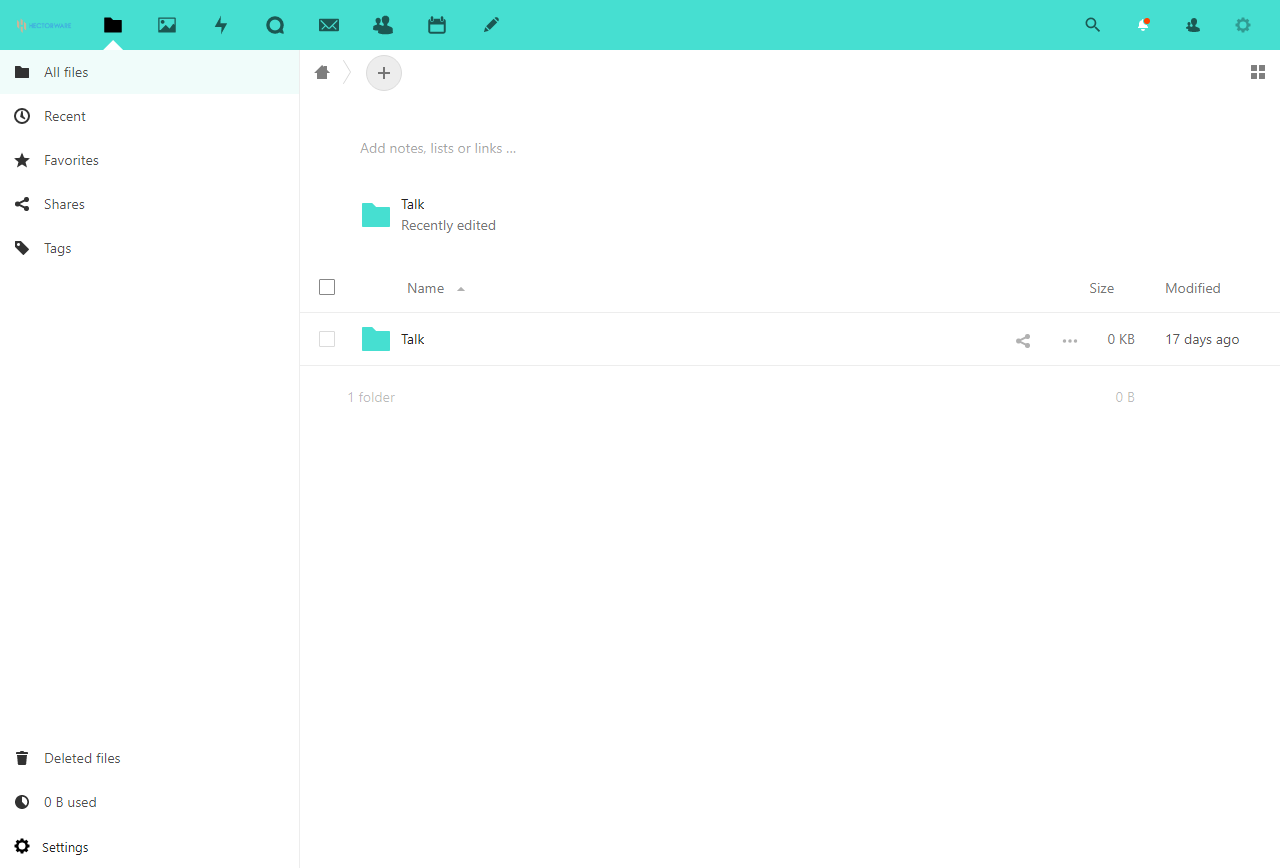 HECTORWARE
All files
Recent
Favorites
Shares
Tags
Deleted files
0 B used
Settings
Add notes, lists or links ...
Talk
Recently edited
Name
Size
Modified
Talk
0 KB
17 days ago
1 folder
0 B